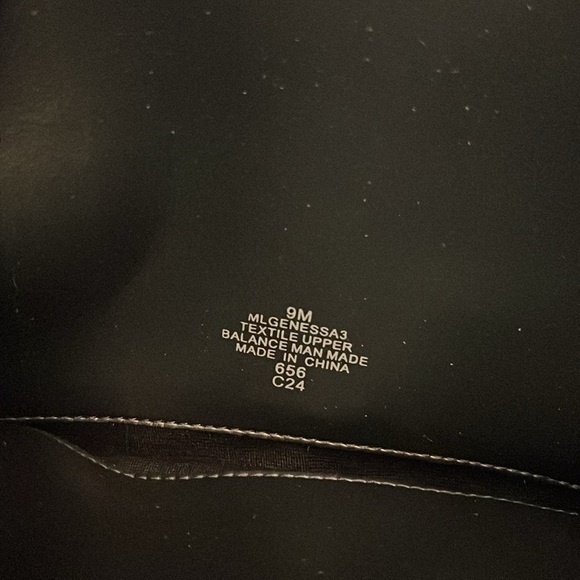 9M
MLGENESSA3
TEXTILE UPPER
BALANCE MAN MADE
MADE IN CHINA
656
C24